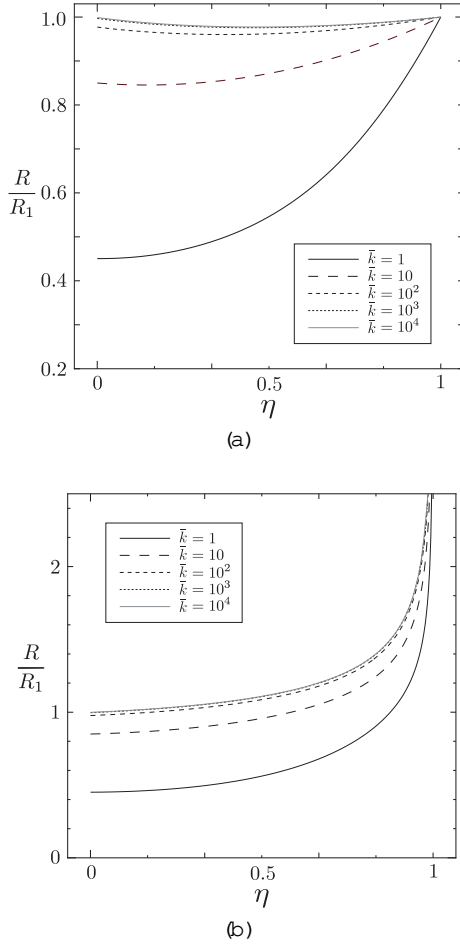 1.0
0.8
R
R₁
0.6
0.4
0.2
k̄ = 1
k̄ = 10
k̄ = 10²
k̄ = 10³
k̄ = 10⁴
0 0.5 1
η
(a)
2
1
0
R
R₁
k̄ = 1
k̄ = 10
k̄ = 10²
k̄ = 10³
k̄ = 10⁴
0 0.5 1
η
(b)